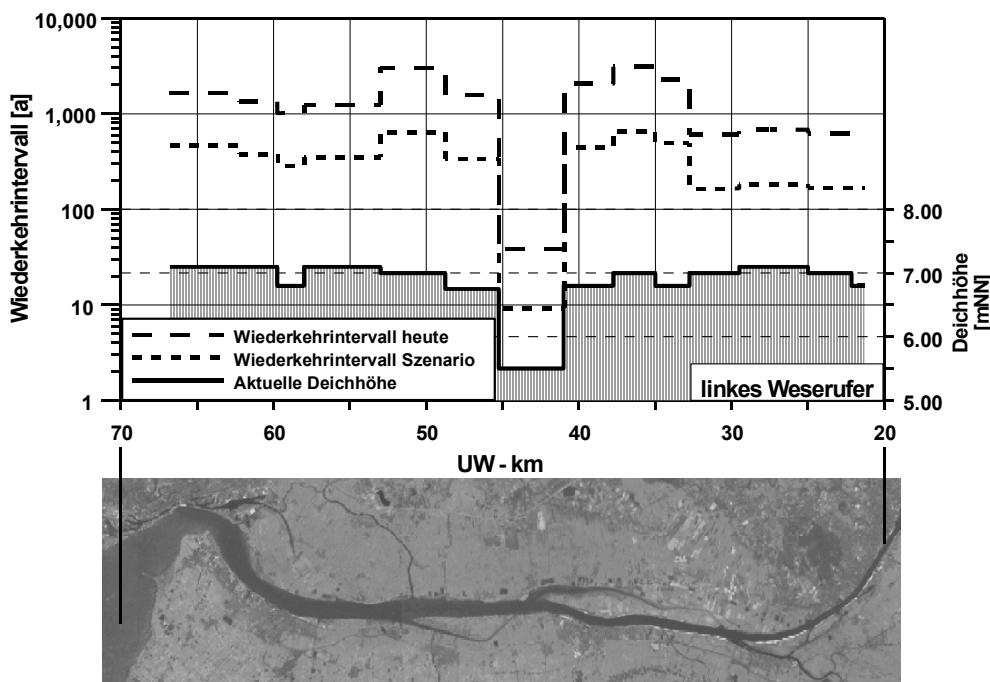 10,000
1,000
100
10
1
Wiederkehrintervall [a]
8.00
7.00
6.00
5.00
Deichhöhe
[mNN]
Wiederkehrintervall heute
Wiederkehrintervall Szenario
Aktuelle Deichhöhe
linkes Weserufer
70 60 50 40 30 20
UW - km